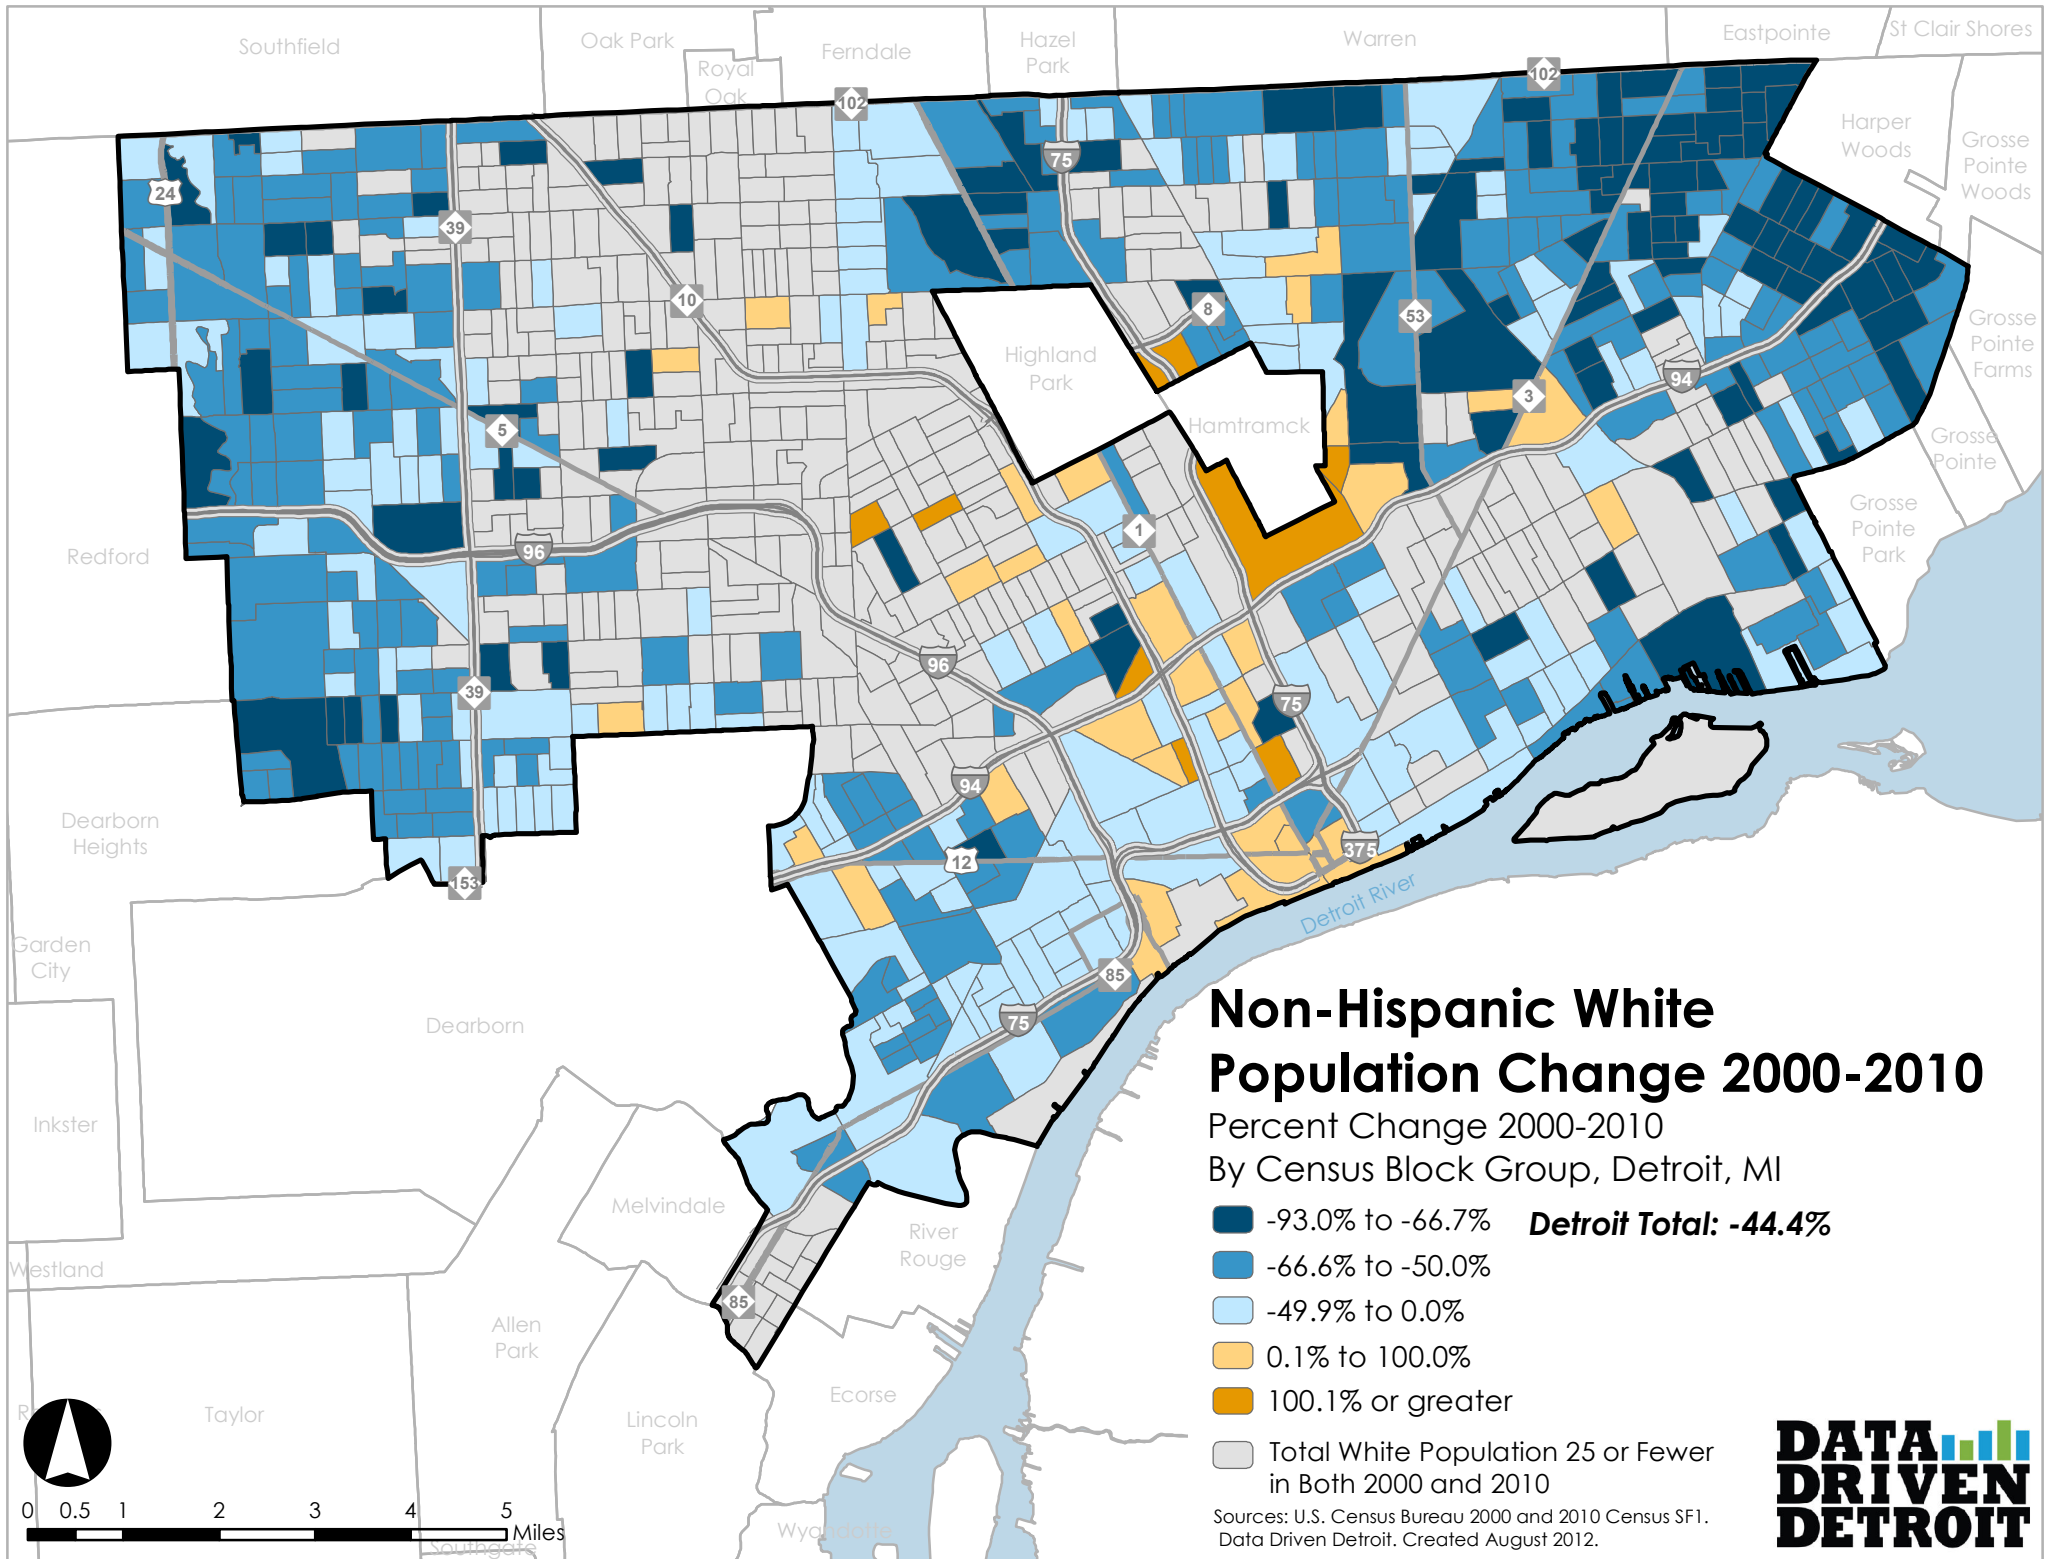 Southfield
Oak Park
Royal
Oak
Ferndale
Hazel
Park
Warren
Eastpointe
St Clair Shores
102
102
Harper
Woods
Grosse
Pointe
Woods
75
24
39
10
8
53
Highland
Park
Grosse
Pointe
Farms
94
3
5
Hamtramck
Grosse
Pointe
Grosse
Pointe
Park
1
96
Redford
96
39
75
94
12
375
Dearborn
Heights
153
Detroit River
Garden
City
85
75
Dearborn
Inkster
Melvindale
River
Rouge
Westland
85
Allen
Park
Ecorse
Taylor
Lincoln
Park
Wyandotte
Southgate
Non-Hispanic White
Population Change 2000-2010
Percent Change 2000-2010
By Census Block Group, Detroit, MI
-93.0% to -66.7%
Detroit Total: -44.4%
-66.6% to -50.0%
-49.9% to 0.0%
0.1% to 100.0%
100.1% or greater
Total White Population 25 or Fewer
in Both 2000 and 2010
Sources: U.S. Census Bureau 2000 and 2010 Census SF1.
Data Driven Detroit. Created August 2012.
0 0.5 1 2 3 4 5
Miles
DATA
DRIVEN
DETROIT